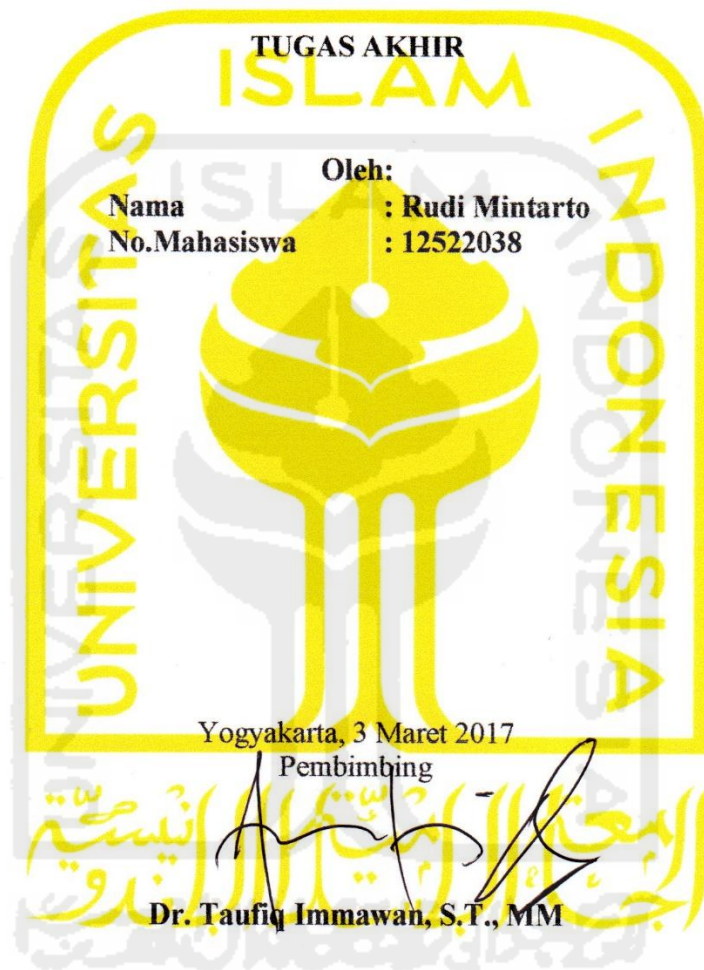 TUGAS AKHIR
ISLAM
UNIVERSITAS
INDONESIA
Oleh:
Nama : Rudi Mintarto
No.Mahasiswa : 12522038
Yogyakarta, 3 Maret 2017
Pembimbing
Dr. Taufiq Immawan, S.T., MM